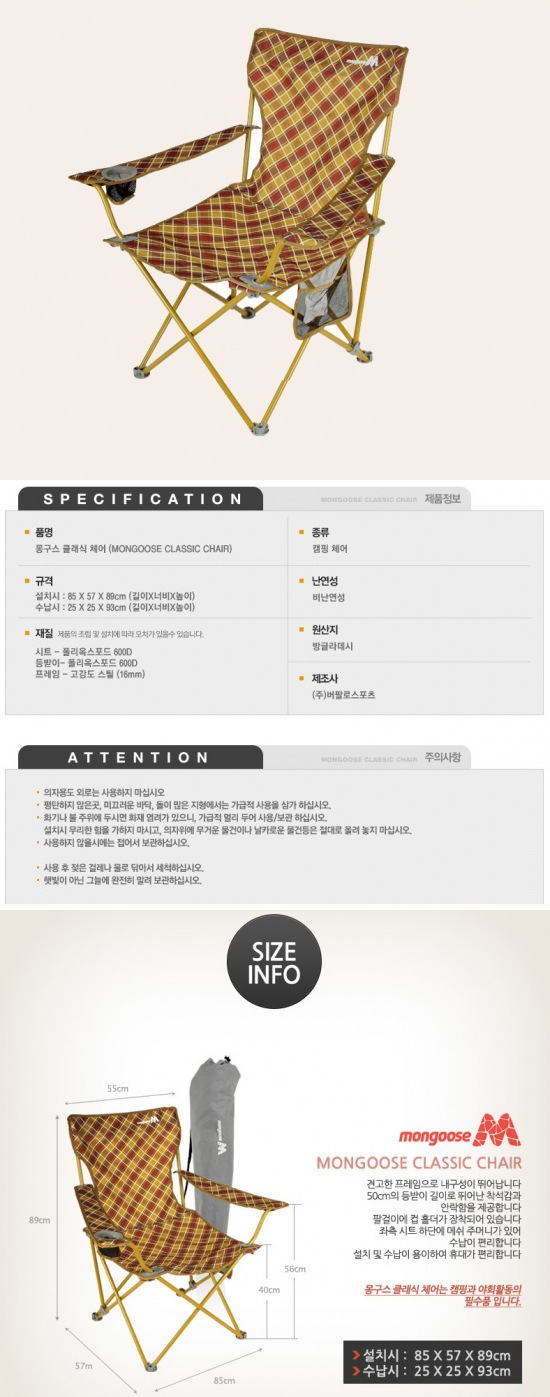 mongoose
SPECIFICATION
MONGOOSE CLASSIC CHAIR 제품정보
품명
몽구스 클래식 체어 (MONGOOSE CLASSIC CHAIR)
종류
캠핑 체어
규격
설치시 : 85 X 57 X 89cm (길이X너비X높이)
수납시 : 25 X 25 X 93cm (길이X너비X높이)
난연성
비난연성
재질 제품의 조립 및 설치에 따라 오차가 있을수 있습니다.
시트 - 폴리옥스포드 600D
등받이- 폴리옥스포드 600D
프레임 - 고강도 스틸 (16mm)
원산지
방글라데시
제조사
(주)버팔로스포츠
ATTENTION
MONGOOSE CLASSIC CHAIR 주의사항
의자용도 외로는 사용하지 마십시오
평탄하지 않은곳, 미끄러운 바닥, 돌이 많은 지형에서는 가급적 사용을 삼가 하십시오.
화기나 불 주위에 두시면 화재 염려가 있으니, 가급적 멀리 두어 사용/보관 하십시오.
설치시 무리한 힘을 가하지 마시고, 의자위에 무거운 물건이나 날카로운 물건등은 절대로 올려 놓지 마십시오.
사용하지 않을시에는 접어서 보관하십시오.
사용 후 젖은 걸레나 물로 닦아서 세척하십시오.
햇빛이 아닌 그늘에 완전히 말려 보관하십시오.
SIZE
INFO
55cm
89cm
56cm
40cm
57m
85cm
mongoose
mongoose
mongoose
MONGOOSE CLASSIC CHAIR
견고한 프레임으로 내구성이 뛰어납니다
50cm의 등받이 길이로 뛰어난 착석감과
안락함을 제공합니다
팔걸이에 컵 홀더가 장착되어 있습니다
좌측 시트 하단에 메쉬 주머니가 있어
수납이 편리합니다
설치 및 수납이 용이하여 휴대가 편리합니다
몽구스 클래식 체어는 캠핑과 야외활동의
필수품 입니다.
설치시 : 85 X 57 X 89cm
수납시 : 25 X 25 X 93cm